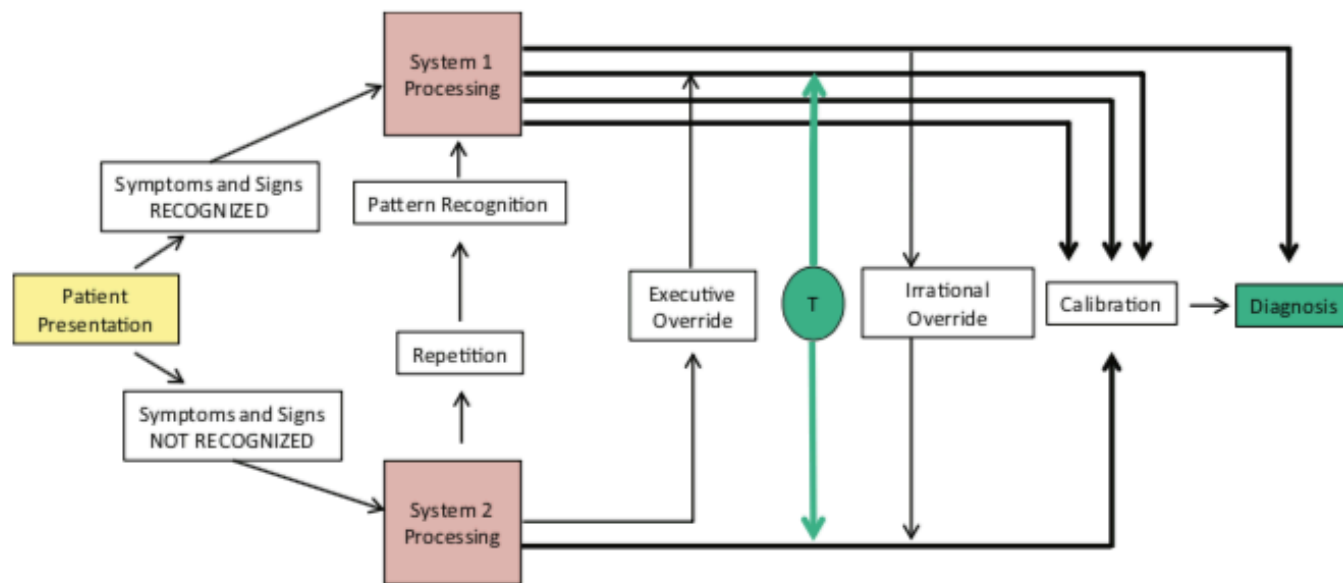 System 1
Processing
Symptoms and Signs
RECOGNIZED
Pattern Recognition
Patient
Presentation
Executive
Override
T
Irrational
Override
Calibration
Diagnosis
Repetition
Symptoms and Signs
NOT RECOGNIZED
System 2
Processing